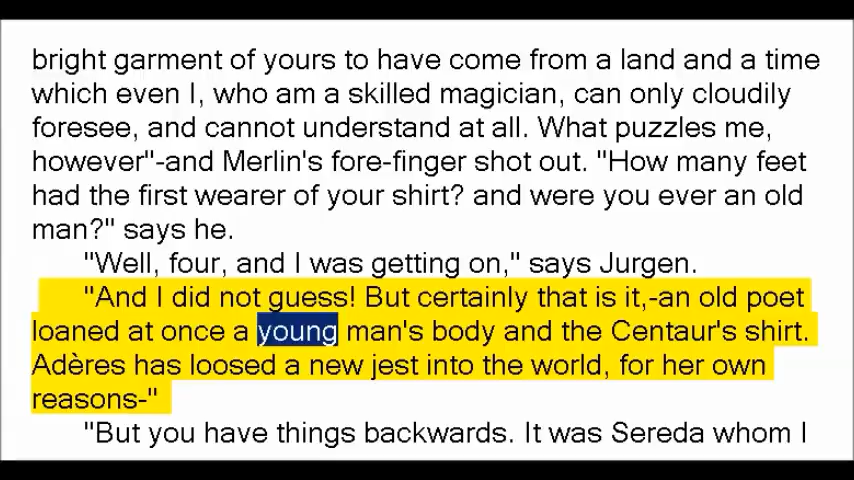 bright garment of yours to have come from a land and a time
which even I, who am a skilled magician, can only cloudily
foresee, and cannot understand at all. What puzzles me,
however"-and Merlin's fore-finger shot out. "How many feet
had the first wearer of your shirt? and were you ever an old
man?" says he.
"Well, four, and I was getting on," says Jurgen.
"And I did not guess! But certainly that is it,-an old poet
loaned at once a young man's body and the Centaur's shirt.
Adères has loosed a new jest into the world, for her own
reasons-"
"But you have things backwards. It was Sereda whom I